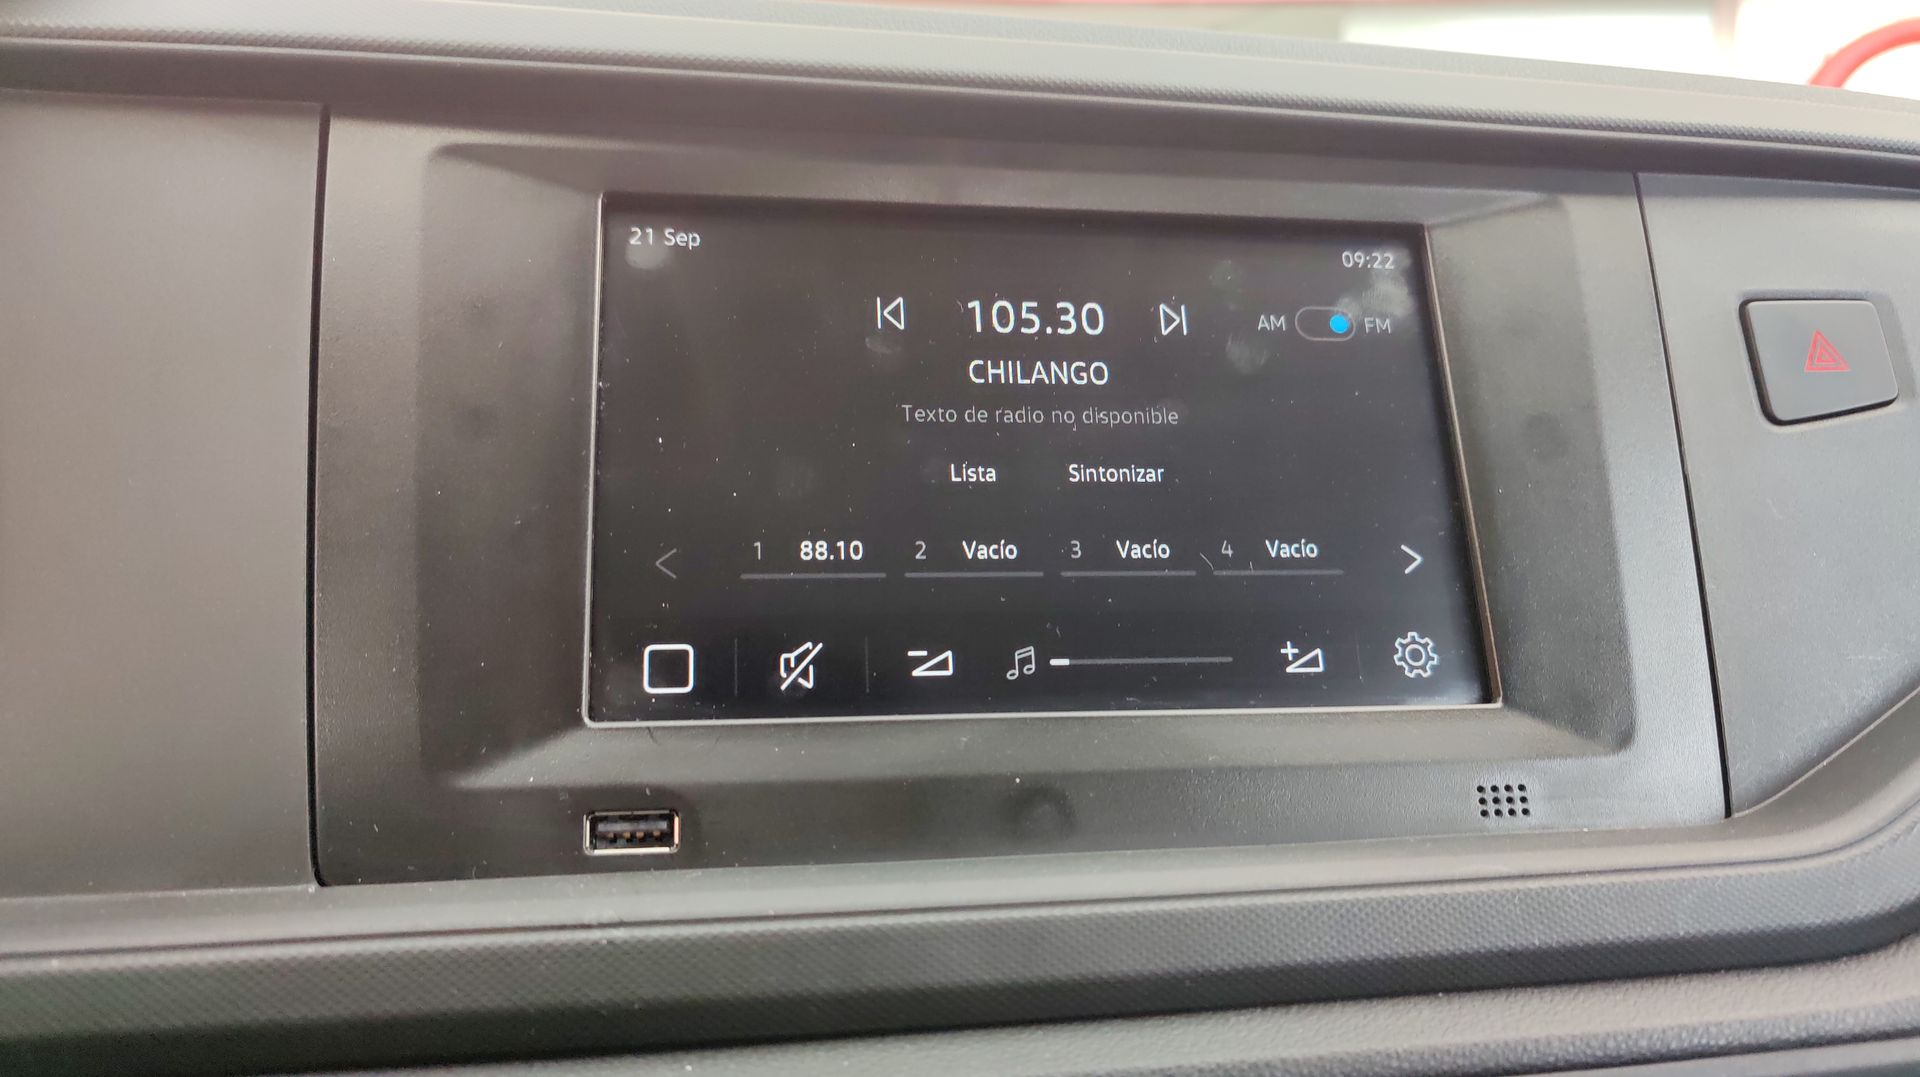 21 Sep
09:22
105.30
AM FM
CHILANGO
Texto de radio no disponible
Lista Sintonizar
1 88.10 2 Vacío 3 Vacío 4 Vacío